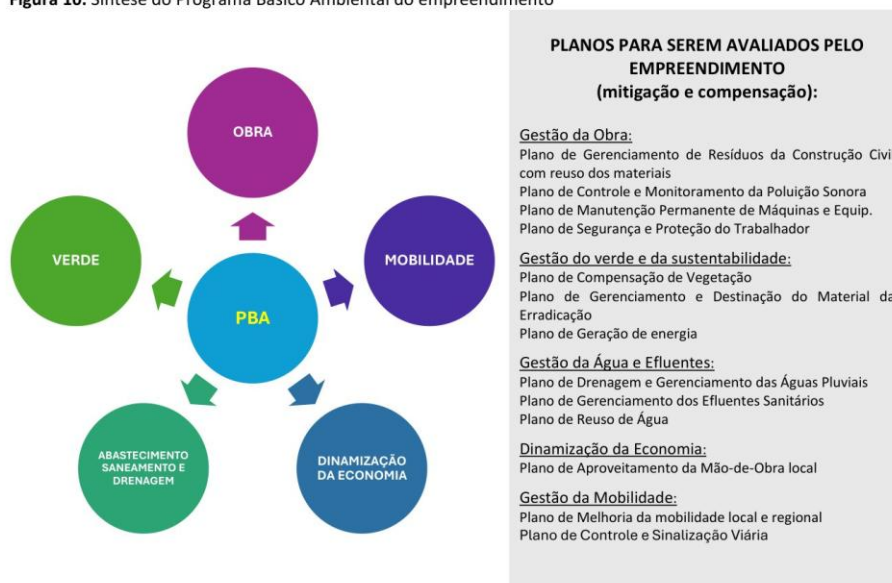 Figura 10. Síntese do Programa Básico Ambiental do empreendimento
OBRA
VERDE
MOBILIDADE
PBA
ABASTECIMENTO
SANEAMENTO E
DRENAGEM
DINAMIZAÇÃO
DA ECONOMIA
PLANOS PARA SEREM AVALIADOS PELO
EMPREENDIMENTO
(mitigação e compensação):
Gestão da Obra:
Plano de Gerenciamento de Resíduos da Construção Civi
com reuso dos materiais
Plano de Controle e Monitoramento da Poluição Sonora
Plano de Manutenção Permanente de Máquinas e Equip.
Plano de Segurança e Proteção do Trabalhador
Gestão do verde e da sustentabilidade:
Plano de Compensação de Vegetação
Plano de Gerenciamento e Destinação do Material da
Erradicação
Plano de Geração de energia
Gestão da Água e Efluentes:
Plano de Drenagem e Gerenciamento das Águas Pluviais
Plano de Gerenciamento dos Efluentes Sanitários
Plano de Reuso de Água
Dinamização da Economia:
Plano de Aproveitamento da Mão-de-Obra local
Gestão da Mobilidade:
Plano de Melhoria da mobilidade local e regional
Plano de Controle e Sinalização Viária